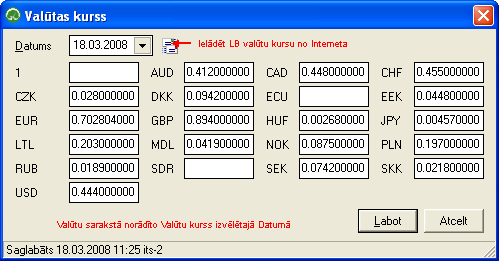 Valūtas kurss
Datums 18.03.2008 Ielādēt LB valūtu kursu no Interneta
1 AUD 0.412000000 CAD 0.448000000 CHF 0.455000000
CZK 0.028000000 DKK 0.094200000 ECU EEK 0.044800000
EUR 0.702804000 GBP 0.894000000 HUF 0.002680000 JPY 0.004570000
LTL 0.203000000 MDL 0.041900000 NOK 0.087500000 PLN 0.197000000
RUB 0.018900000 SDR SEK 0.074200000 SKK 0.021800000
USD 0.444000000
Valūtu sarakstā norādīto Valūtu kurss izvēlētajā Datumā
Labot Atcelt
Saglabāts 18.03.2008 11:25 its-2